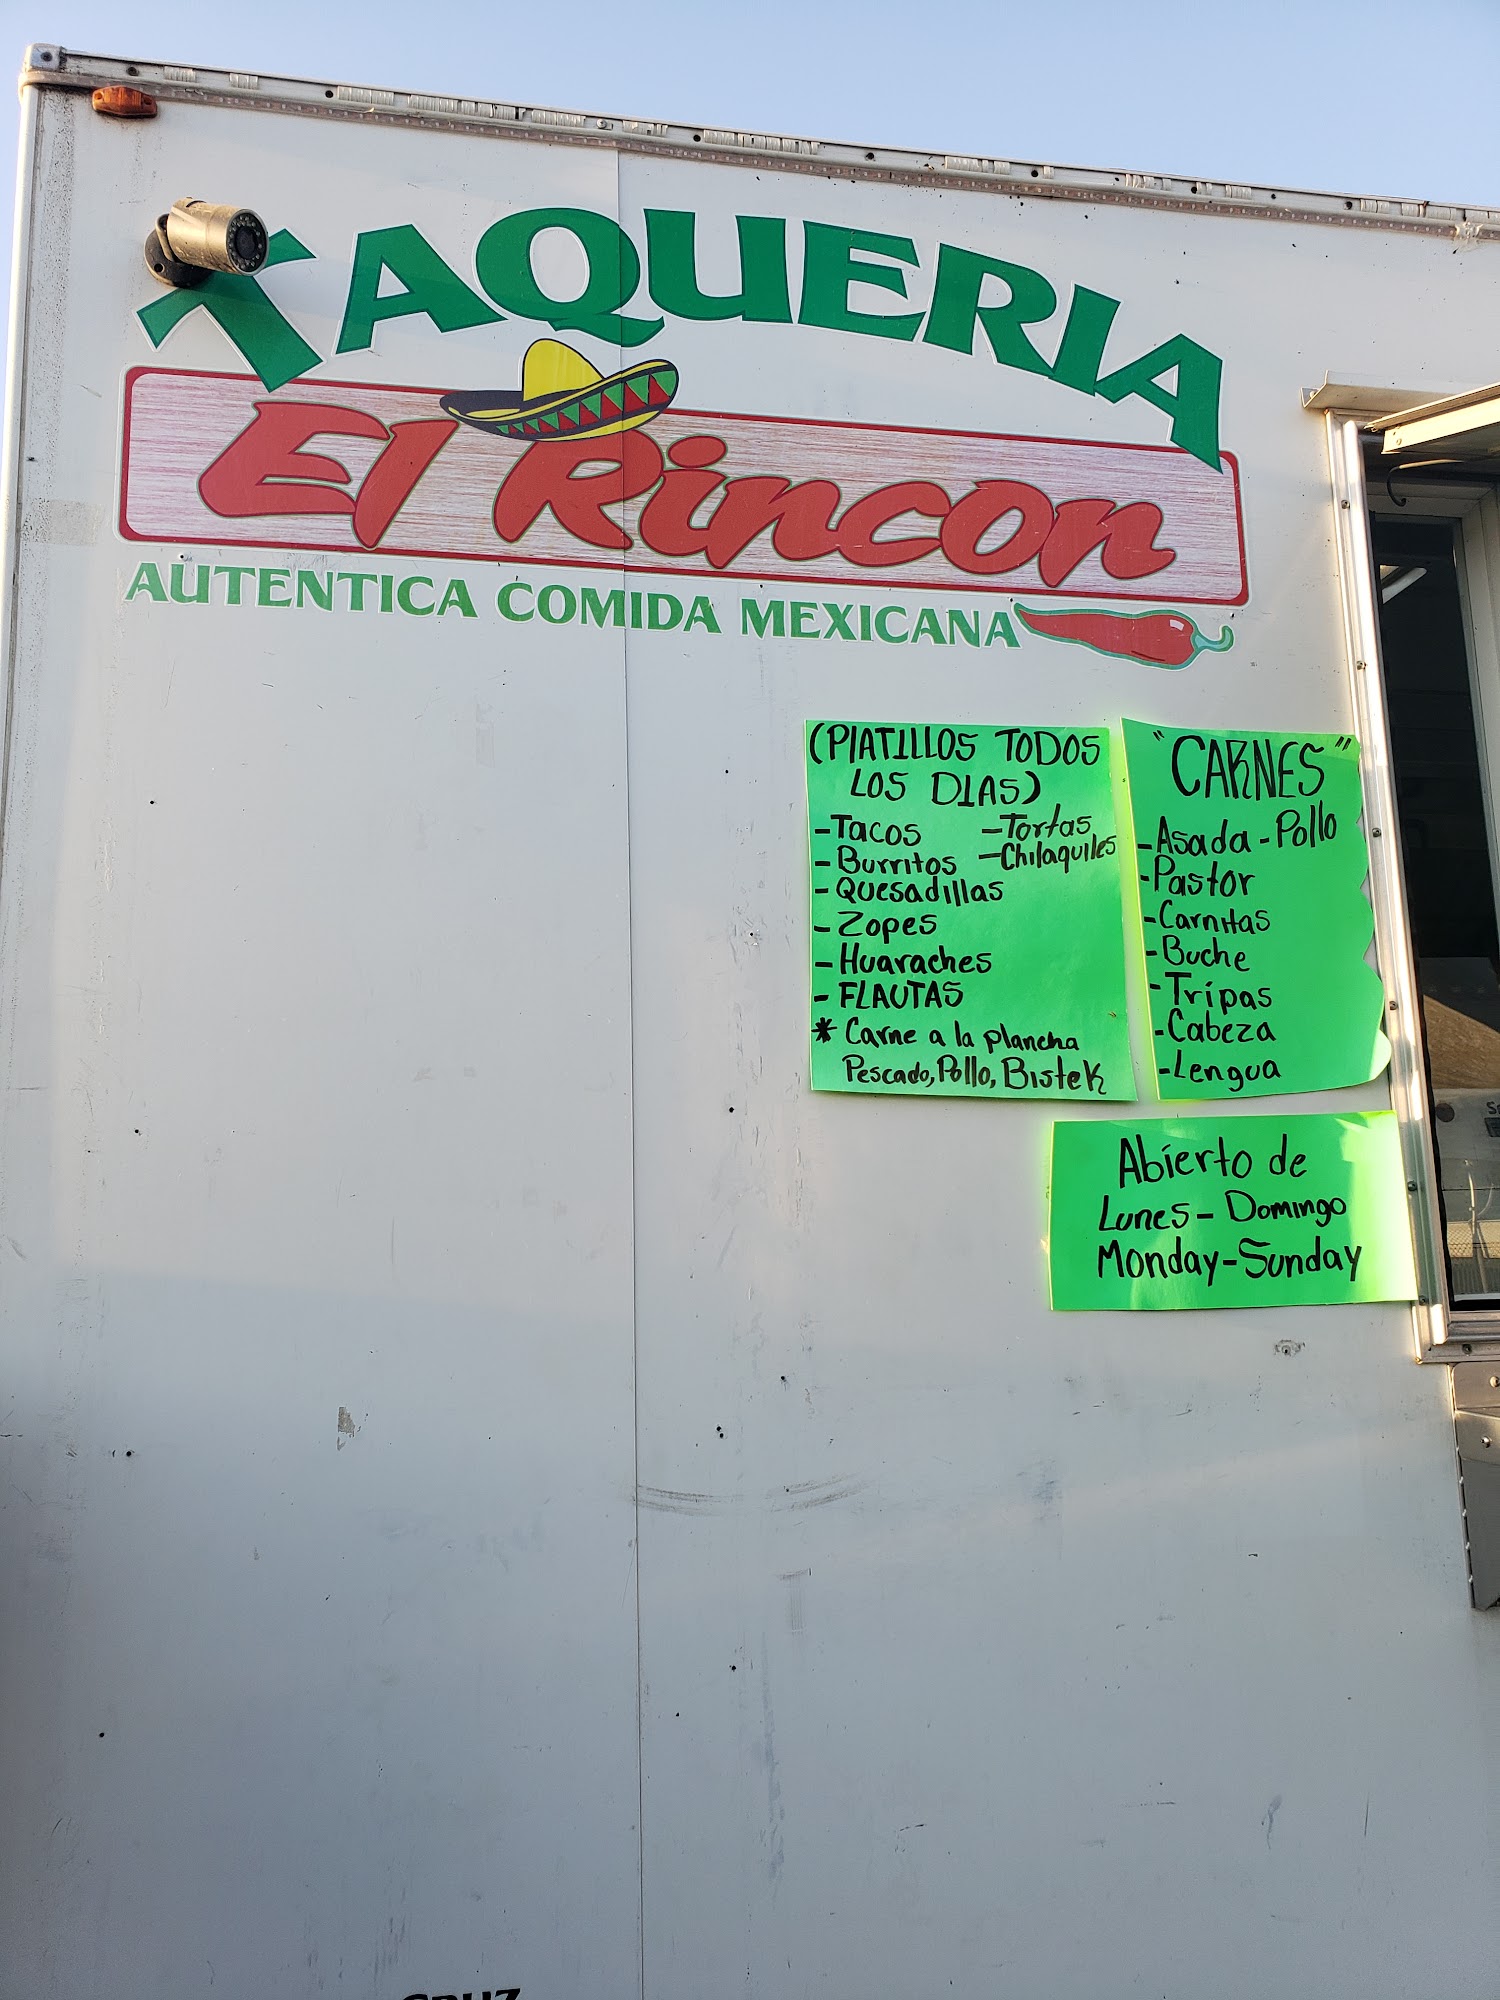 TAQUERIA
El Rincon
AUTENTICA COMIDA MEXICANA
(PLATILLOS TODOS
LOS DIAS)
-Tacos -Tortas
-Burritos -Chilaquiles
-Quesadillas
-Zopes
-Huaraches
-FLAUTAS
* Carne a la plancha
Pescado, Pollo, Bistek
"CARNES"
-Asada -Pollo
-Pastor
-Carnitas
-Buche
-Tripas
-Cabeza
-Lengua
Abierto de
Lunes-Domingo
Monday-Sunday
CRUZ